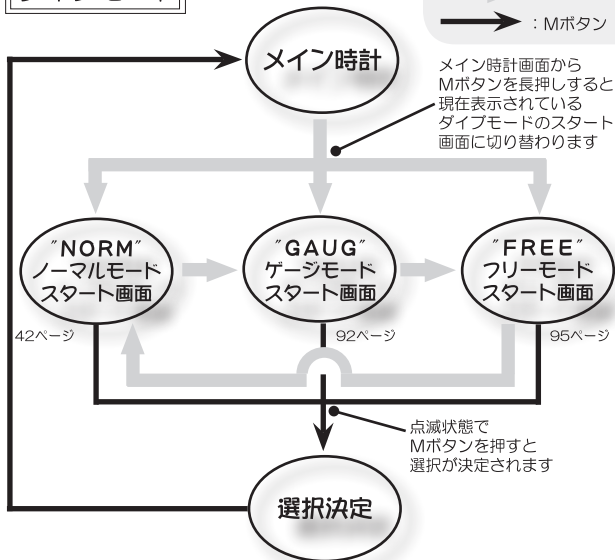 : Mボタン
メイン時計
メイン時計画面から
Mボタンを長押しすると
現在表示されている
ダイブモードのスタート
画面に切り替わります
"NORM"
ノーマルモード
スタート画面
"GAUG"
ゲージモード
スタート画面
"FREE"
フリーモード
スタート画面
42ページ
92ページ
95ページ
点滅状態で
Mボタンを押すと
選択が決定されます
選択決定